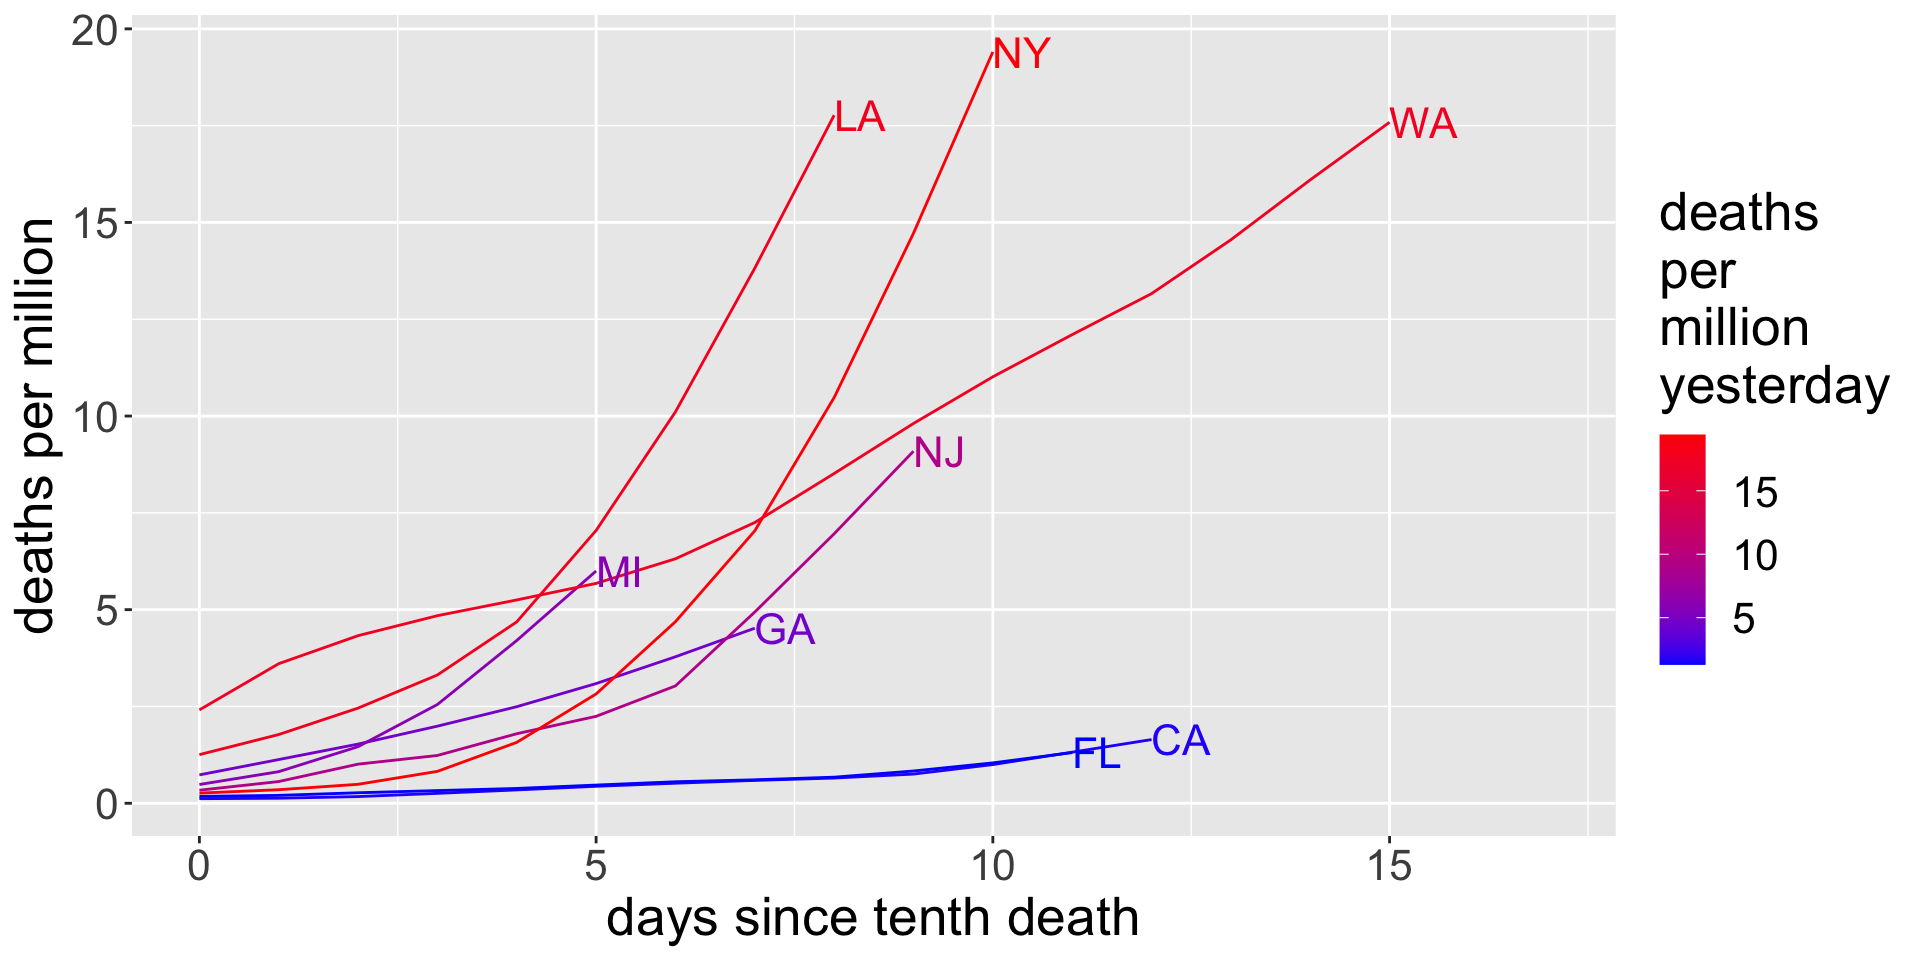 20
15
10
5
0
deaths per million
NY
LA
WA
NJ
MI
GA
FL
CA
0
5
10
15
days since tenth death
deaths
per
million
yesterday
15
10
5